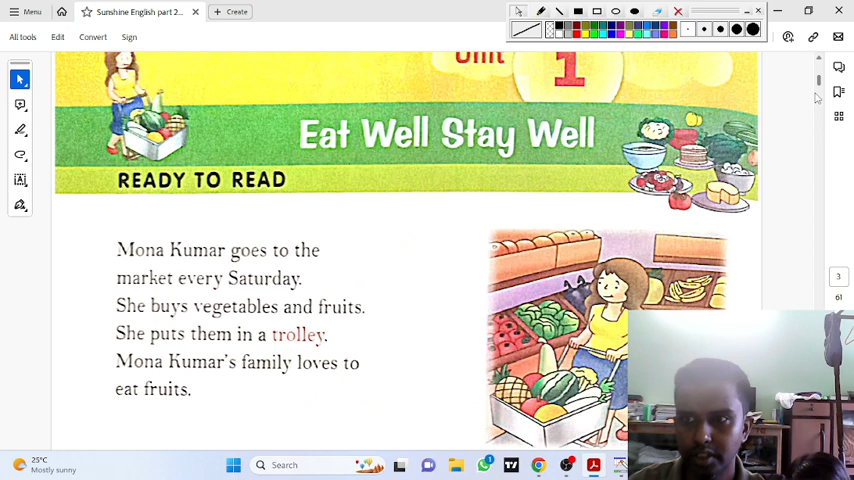 Menu
Sunshine English part 2...
Create
All tools
Edit
Convert
Sign
Unit
1
Eat Well Stay Well
READY TO READ
Mona Kumar goes to the
market every Saturday.
She buys vegetables and fruits.
She puts them in a trolley.
Mona Kumar's family loves to
eat fruits.
3
61
25°C
Mostly sunny
Search
1